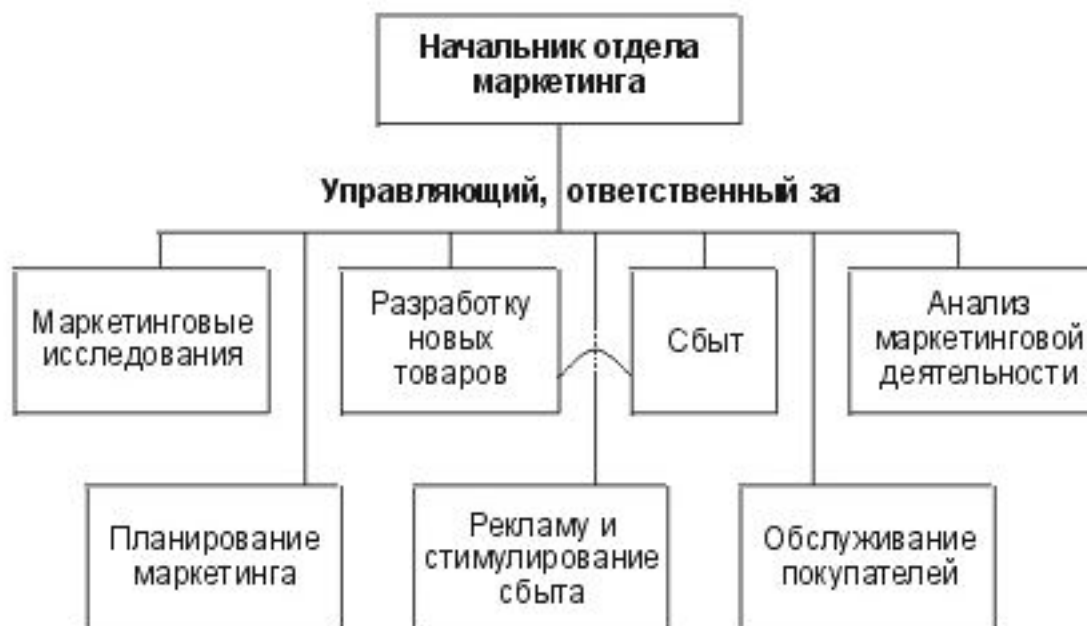 Начальник отдела
маркетинга
Управляющий, ответственный за
Маркетинговые
исследования
Разработку
новых
товаров
Сбыт
Анализ
маркетинговой
деятельности
Планирование
маркетинга
Рекламу и
стимулирование
сбыта
Обслуживание
покупателей